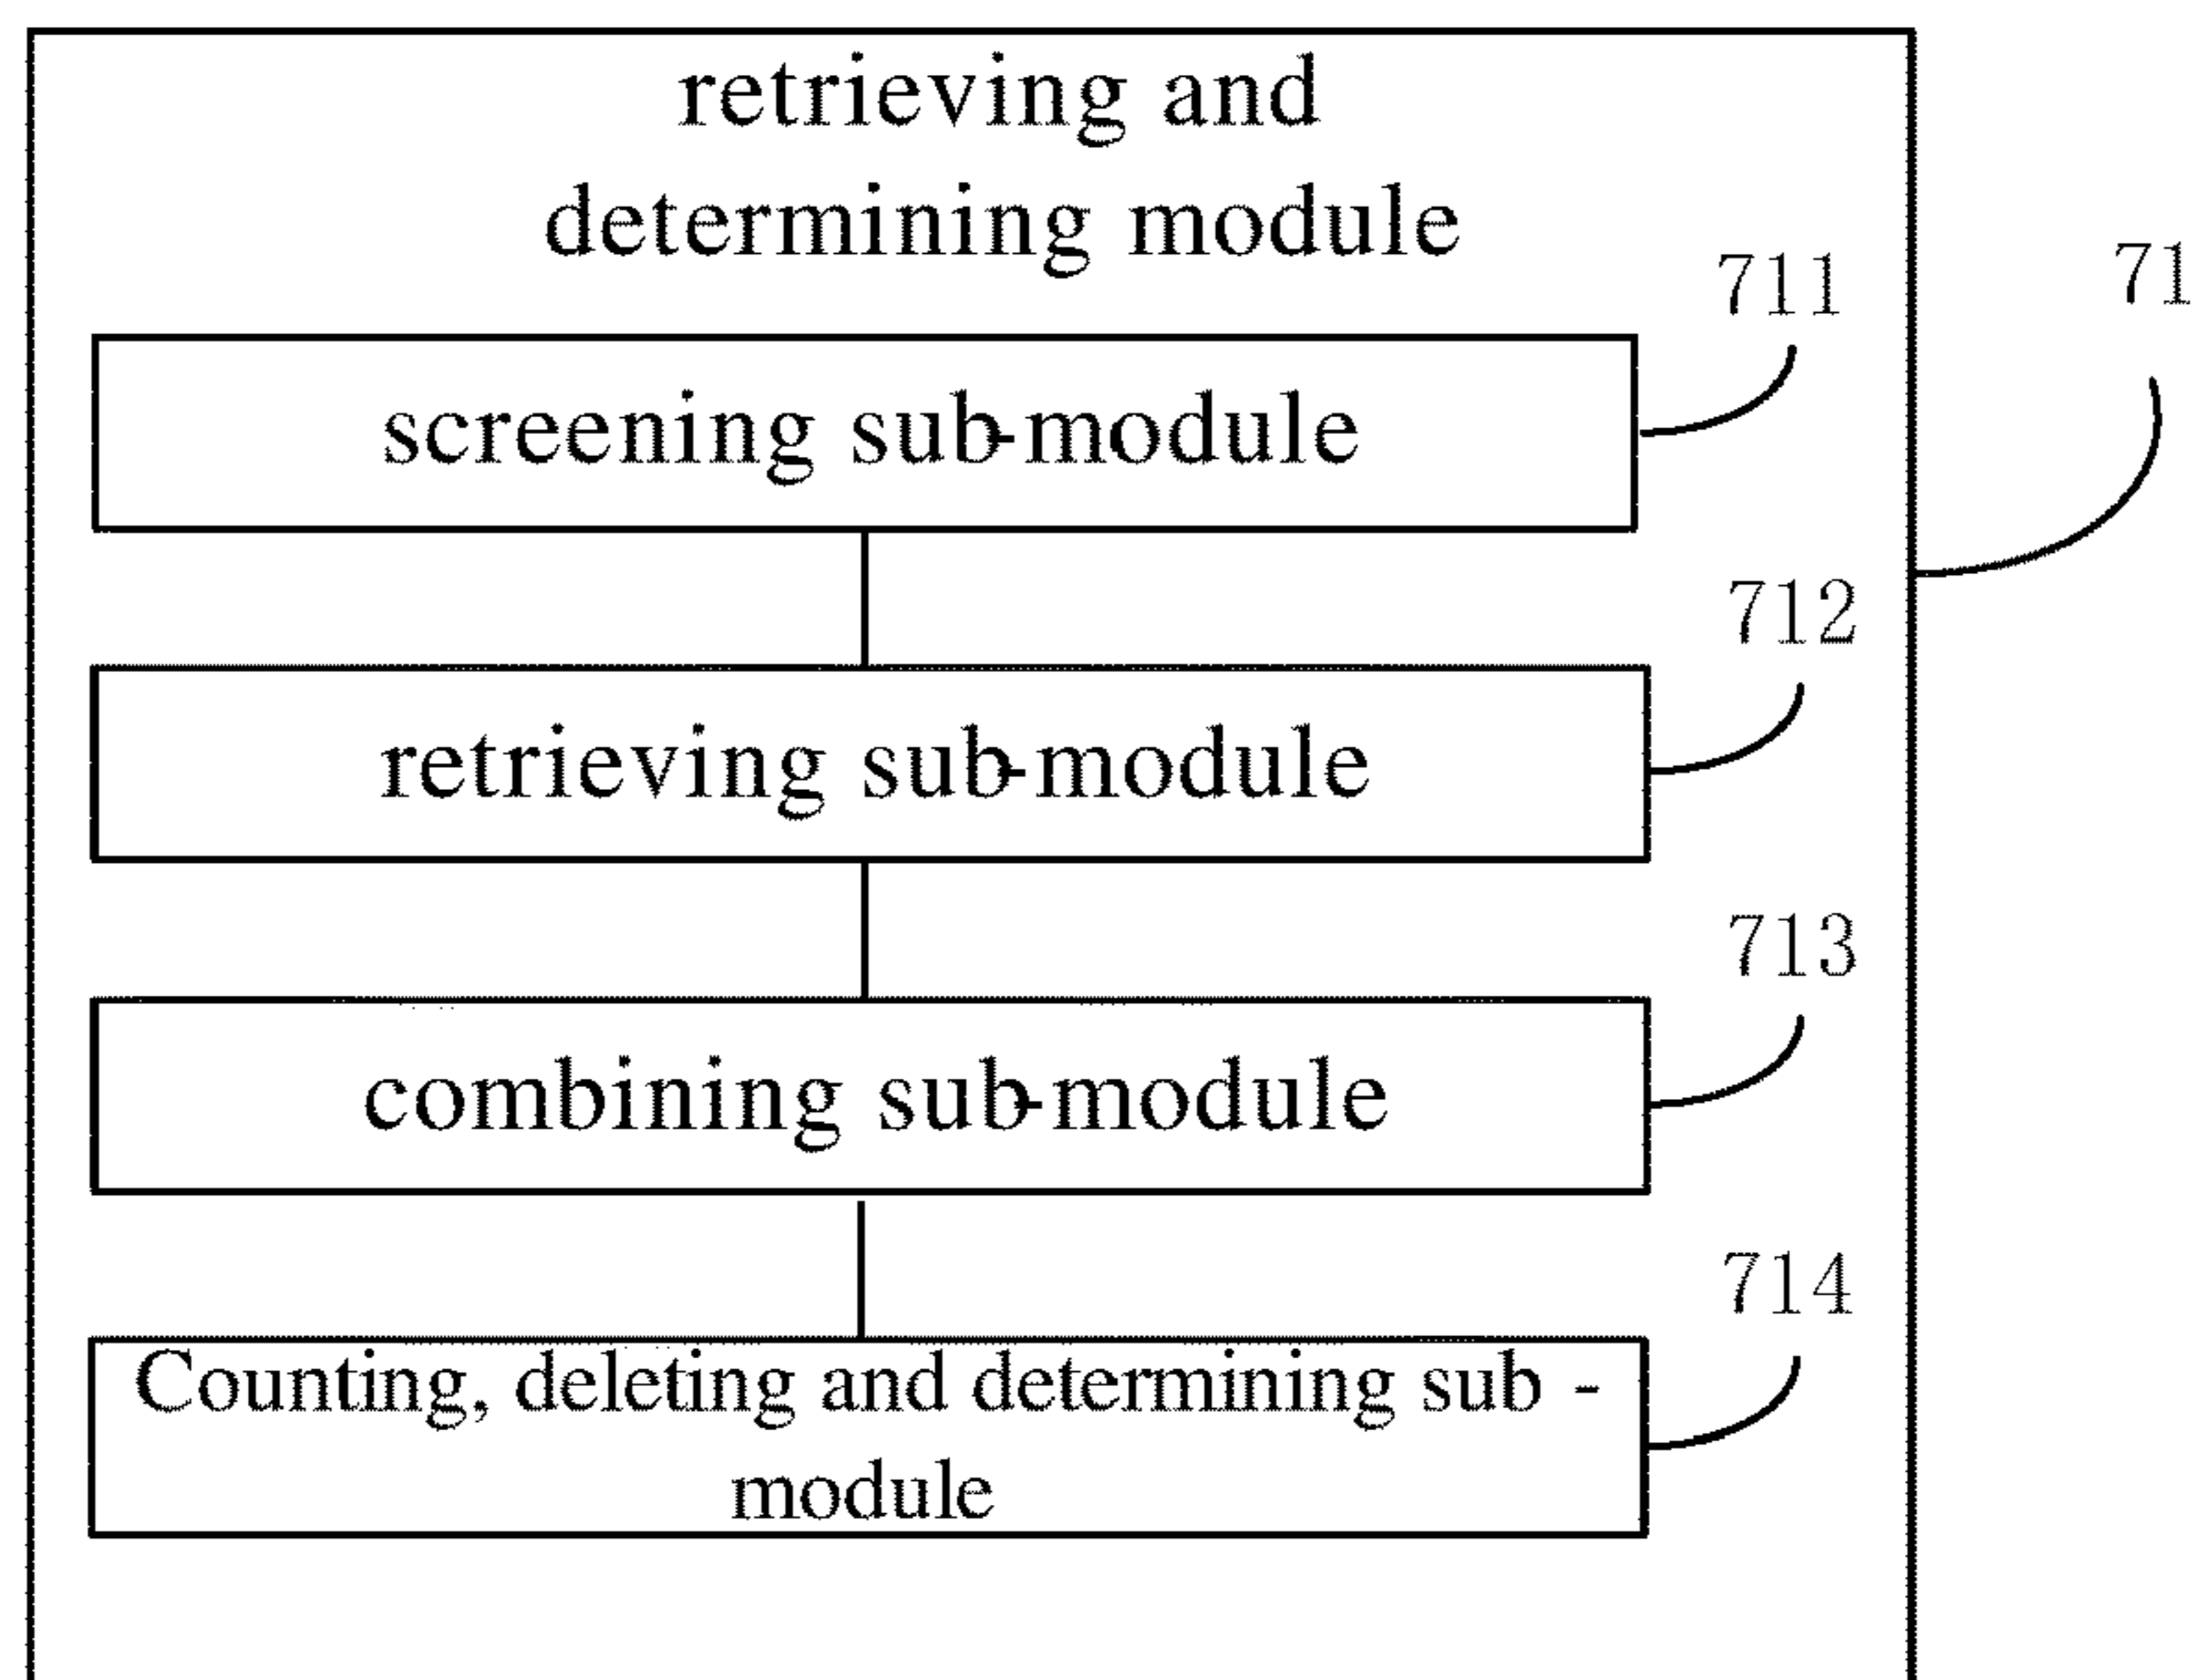 retrieving and
determining module
711
71
screening sub-module
712
retrieving sub-module
713
combining sub-module
714
Counting, deleting and determining sub -
module